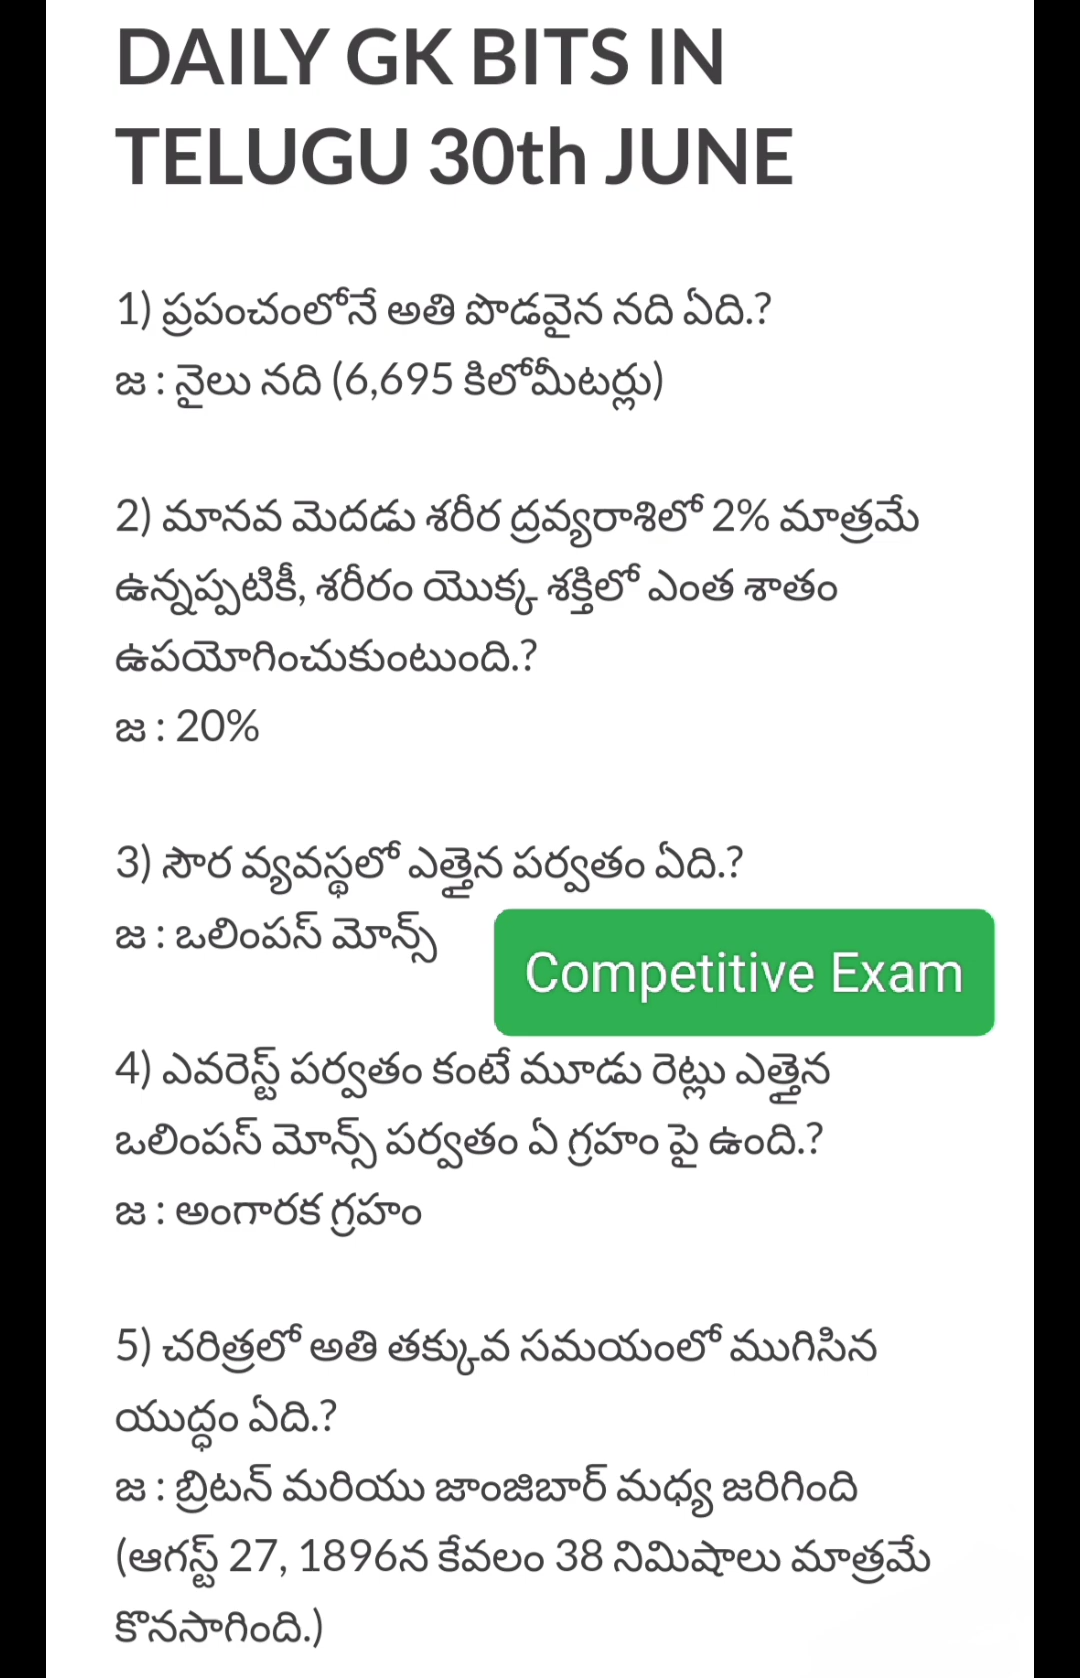 DAILY GK BITS IN
TELUGU 30th JUNE
1) ప్రపంచంలోనే అతి పొడవైన నది ఏది.?
జ : నైలు నది (6,695 కిలోమీటర్లు)
2) మానవ మెదడు శరీర ద్రవ్యరాశిలో 2% మాత్రమే
ఉన్నప్పటికీ, శరీరం యొక్క శక్తిలో ఎంత శాతం
ఉపయోగించుకుంటుంది.?
జ : 20%
3) సౌర వ్యవస్థలో ఎత్తైన పర్వతం ఏది.?
జ : ఒలింపస్ మోన్స్
Competitive Exam
4) ఎవరెస్ట్ పర్వతం కంటే మూడు రెట్లు ఎత్తైన
ఒలింపస్ మోన్స్ పర్వతం ఏ గ్రహం పై ఉంది.?
జ : అంగారక గ్రహం
5) చరిత్రలో అతి తక్కువ సమయంలో ముగిసిన
యుద్ధం ఏది.?
జ : బ్రిటన్ మరియు జాంజిబార్ మధ్య జరిగింది
(ఆగస్ట్ 27, 1896న కేవలం 38 నిమిషాలు మాత్రమే
కొనసాగింది.)